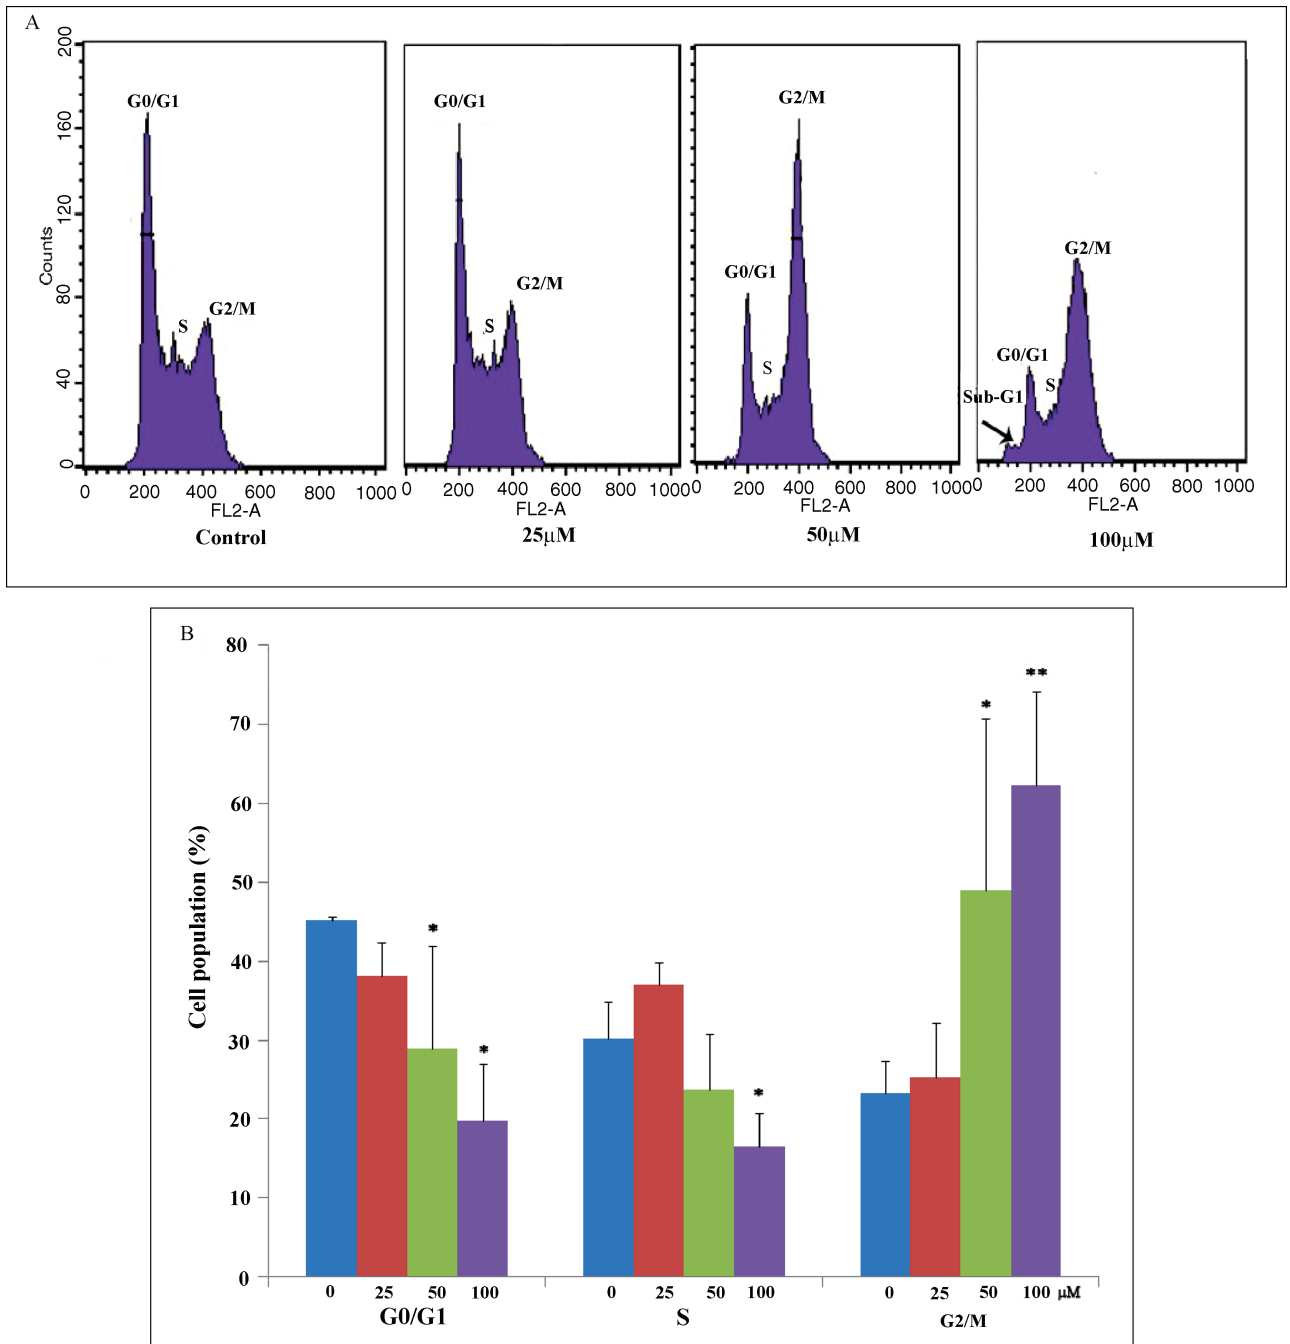 A
200
160
120
80
40
0
Counts
G0/G1
S
G2/M
0 200 400 600 800 1000
FL2-A
Control
G0/G1
S
G2/M
0 200 400 600 800 1000
FL2-A
25μM
G0/G1
S
G2/M
0 200 400 600 800 1000
FL2-A
50μM
Sub-G1
G0/G1
S
G2/M
0 200 400 600 800 1000
FL2-A
100μM
B
80
70
60
50
40
30
20
10
0
Cell population (%)
*
*
*
*
**
0 25 50 100 0 25 50 100 0 25 50 100 μM
G0/G1 S G2/M